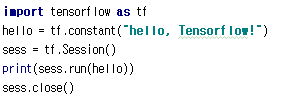 import tensorflow as tf
hello = tf.constant("hello, Tensorflow!")
sess = tf.Session()
print(sess.run(hello))
sess.close()